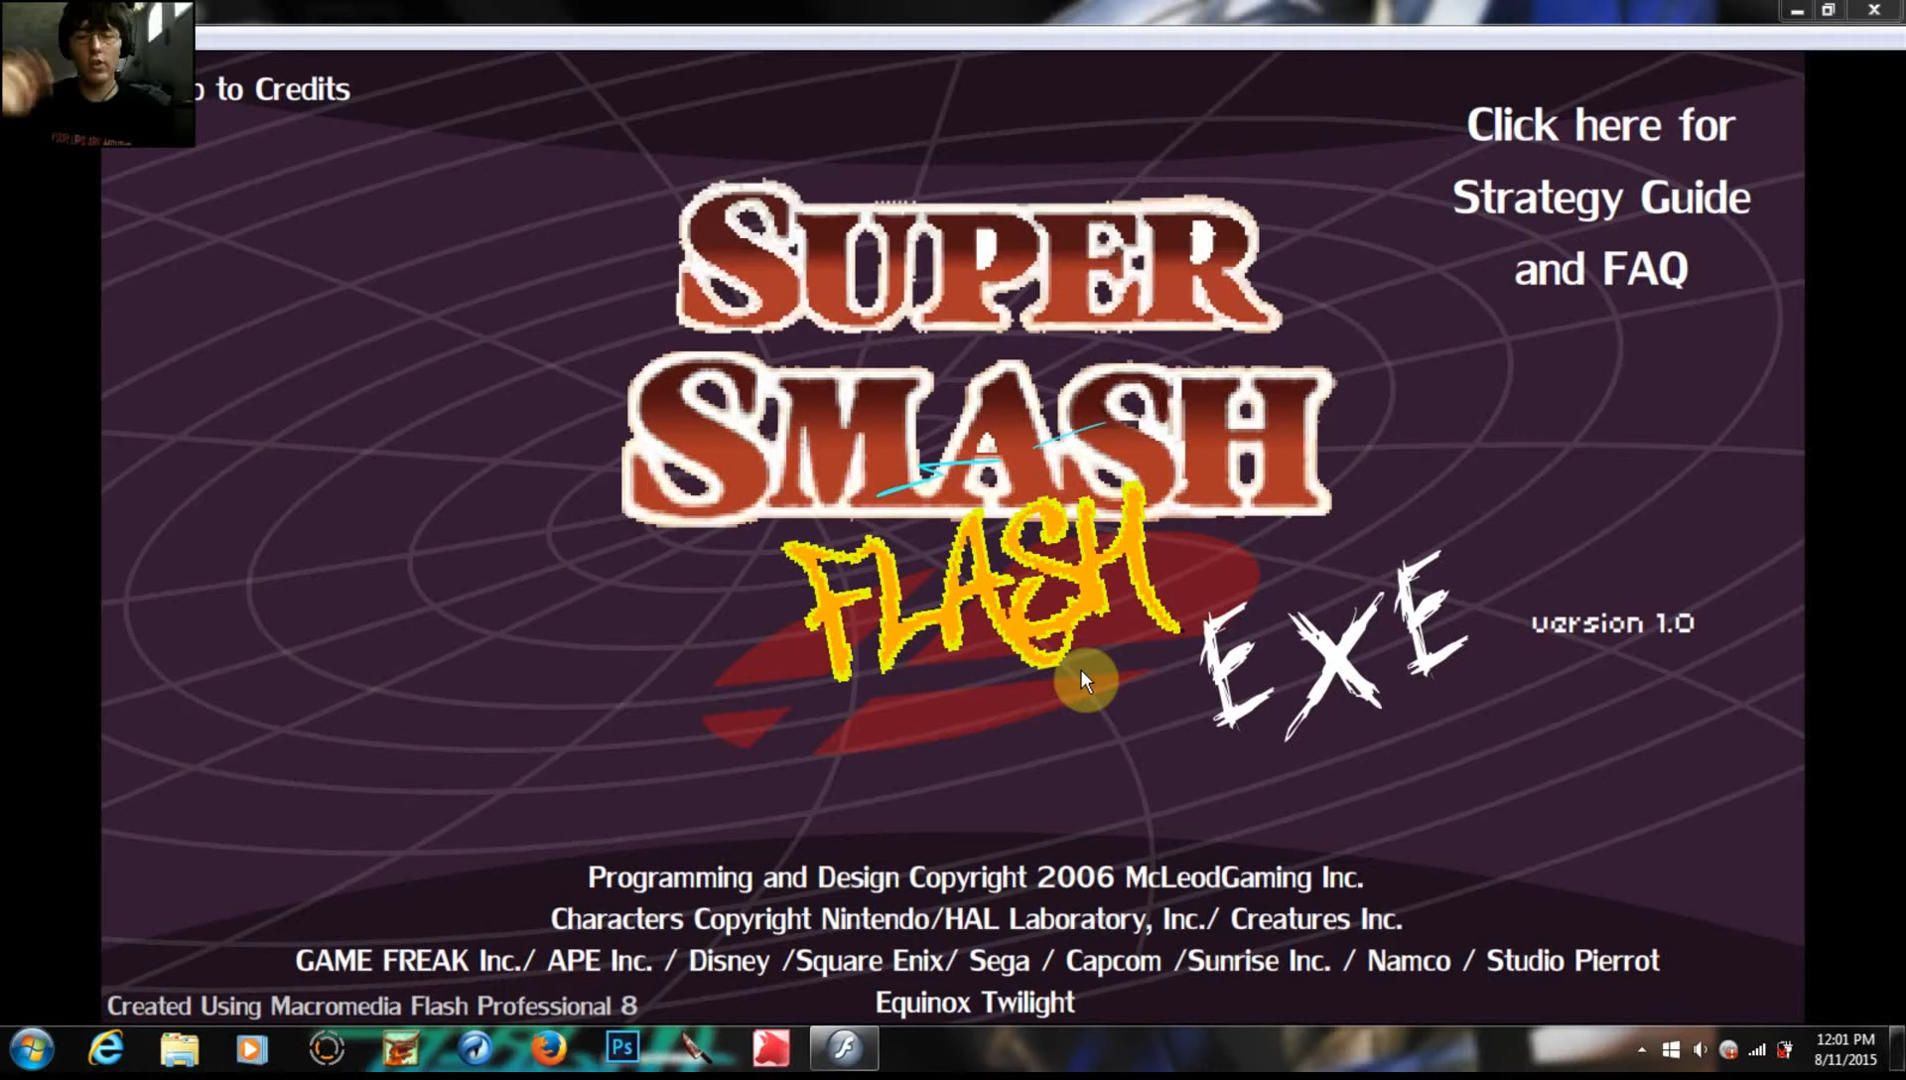 p to Credits
Click here for
Strategy Guide
and FAQ
SUPER
SMASH
FLASH
EXE
version 1.0
Programming and Design Copyright 2006 McLeodGaming Inc.
Characters Copyright Nintendo/HAL Laboratory, Inc./ Creatures Inc.
GAME FREAK Inc./ APE Inc. / Disney /Square Enix/ Sega / Capcom /Sunrise Inc. / Namco / Studio Pierrot
Equinox Twilight
Created Using Macromedia Flash Professional 8
Ps
12:01 PM
8/11/2015